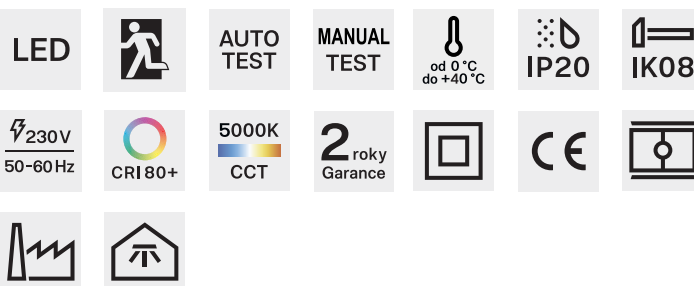 LED
AUTO
TEST
MANUAL
TEST
od 0 °C
do +40 °C
IP20
IK08
230V
50-60 Hz
CRI 80+
5000K
CCT
2 roky
Garance
CE